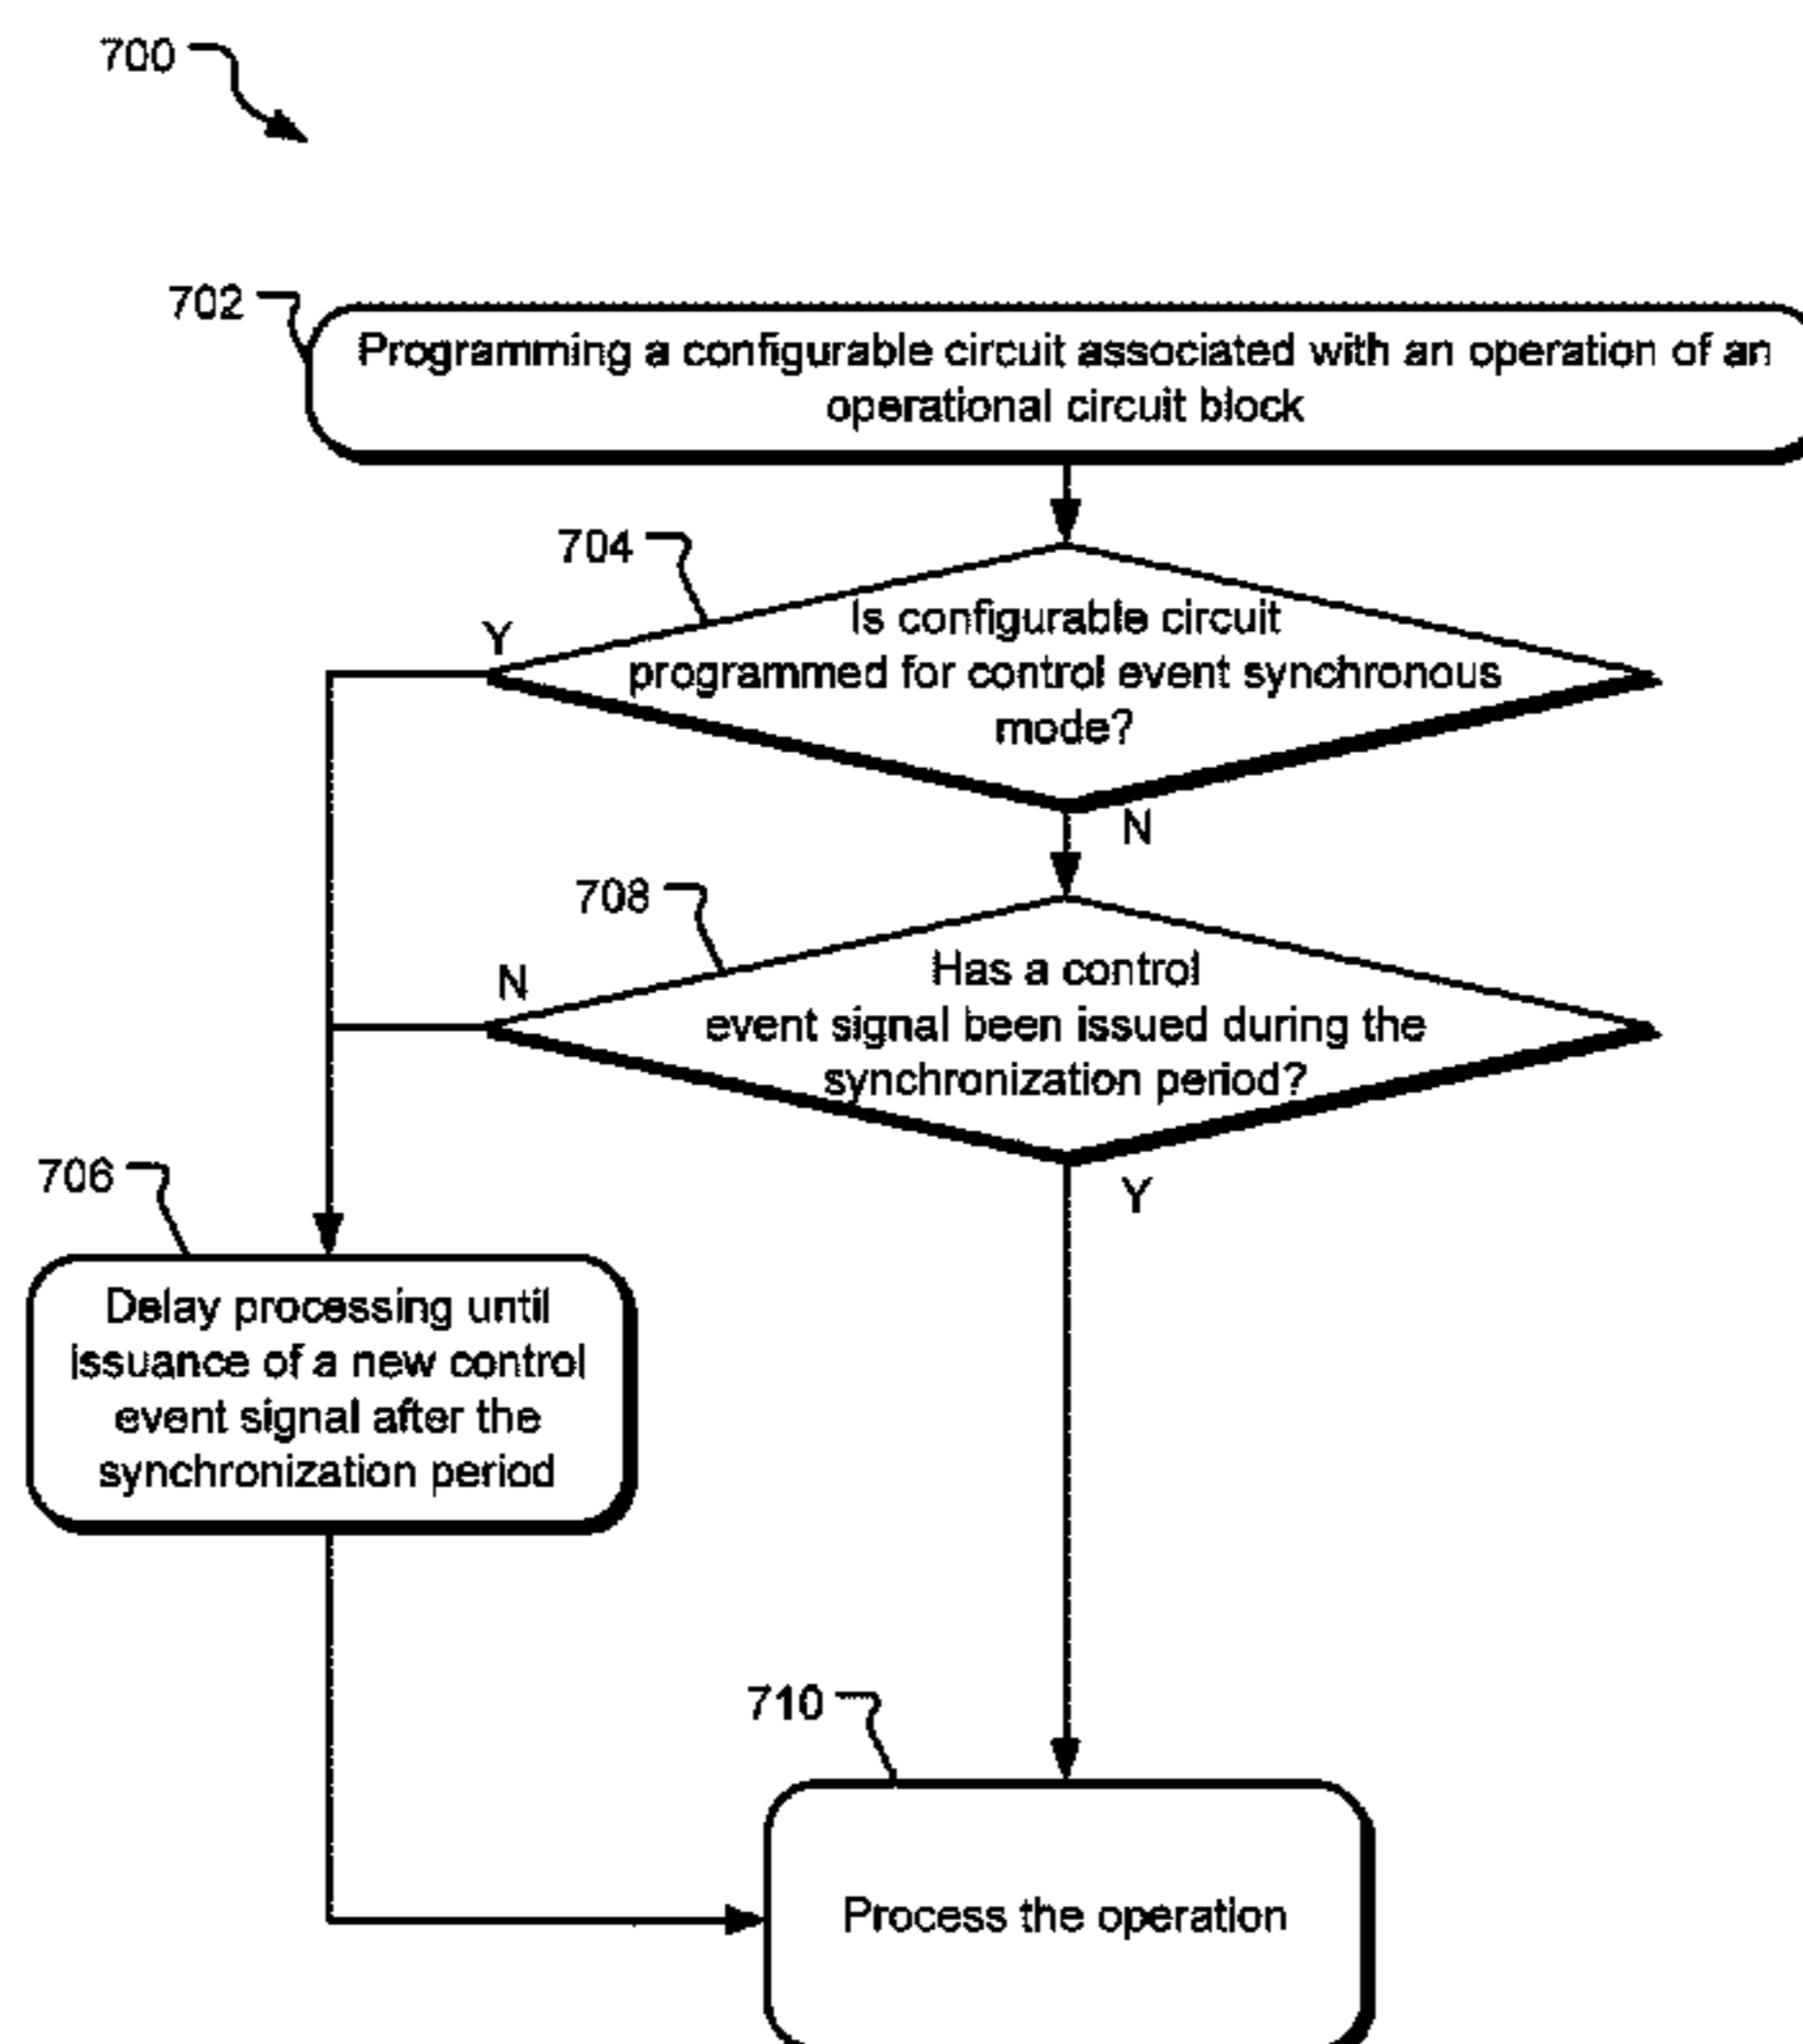 700
702
Programming a configurable circuit associated with an operation of an
operational circuit block
704
Y
Is configurable circuit
programmed for control event synchronous
mode?
N
708
N
Has a control
event signal been issued during the
synchronization period?
Y
706
Delay processing until
issuance of a new control
event signal after the
synchronization period
710
Process the operation